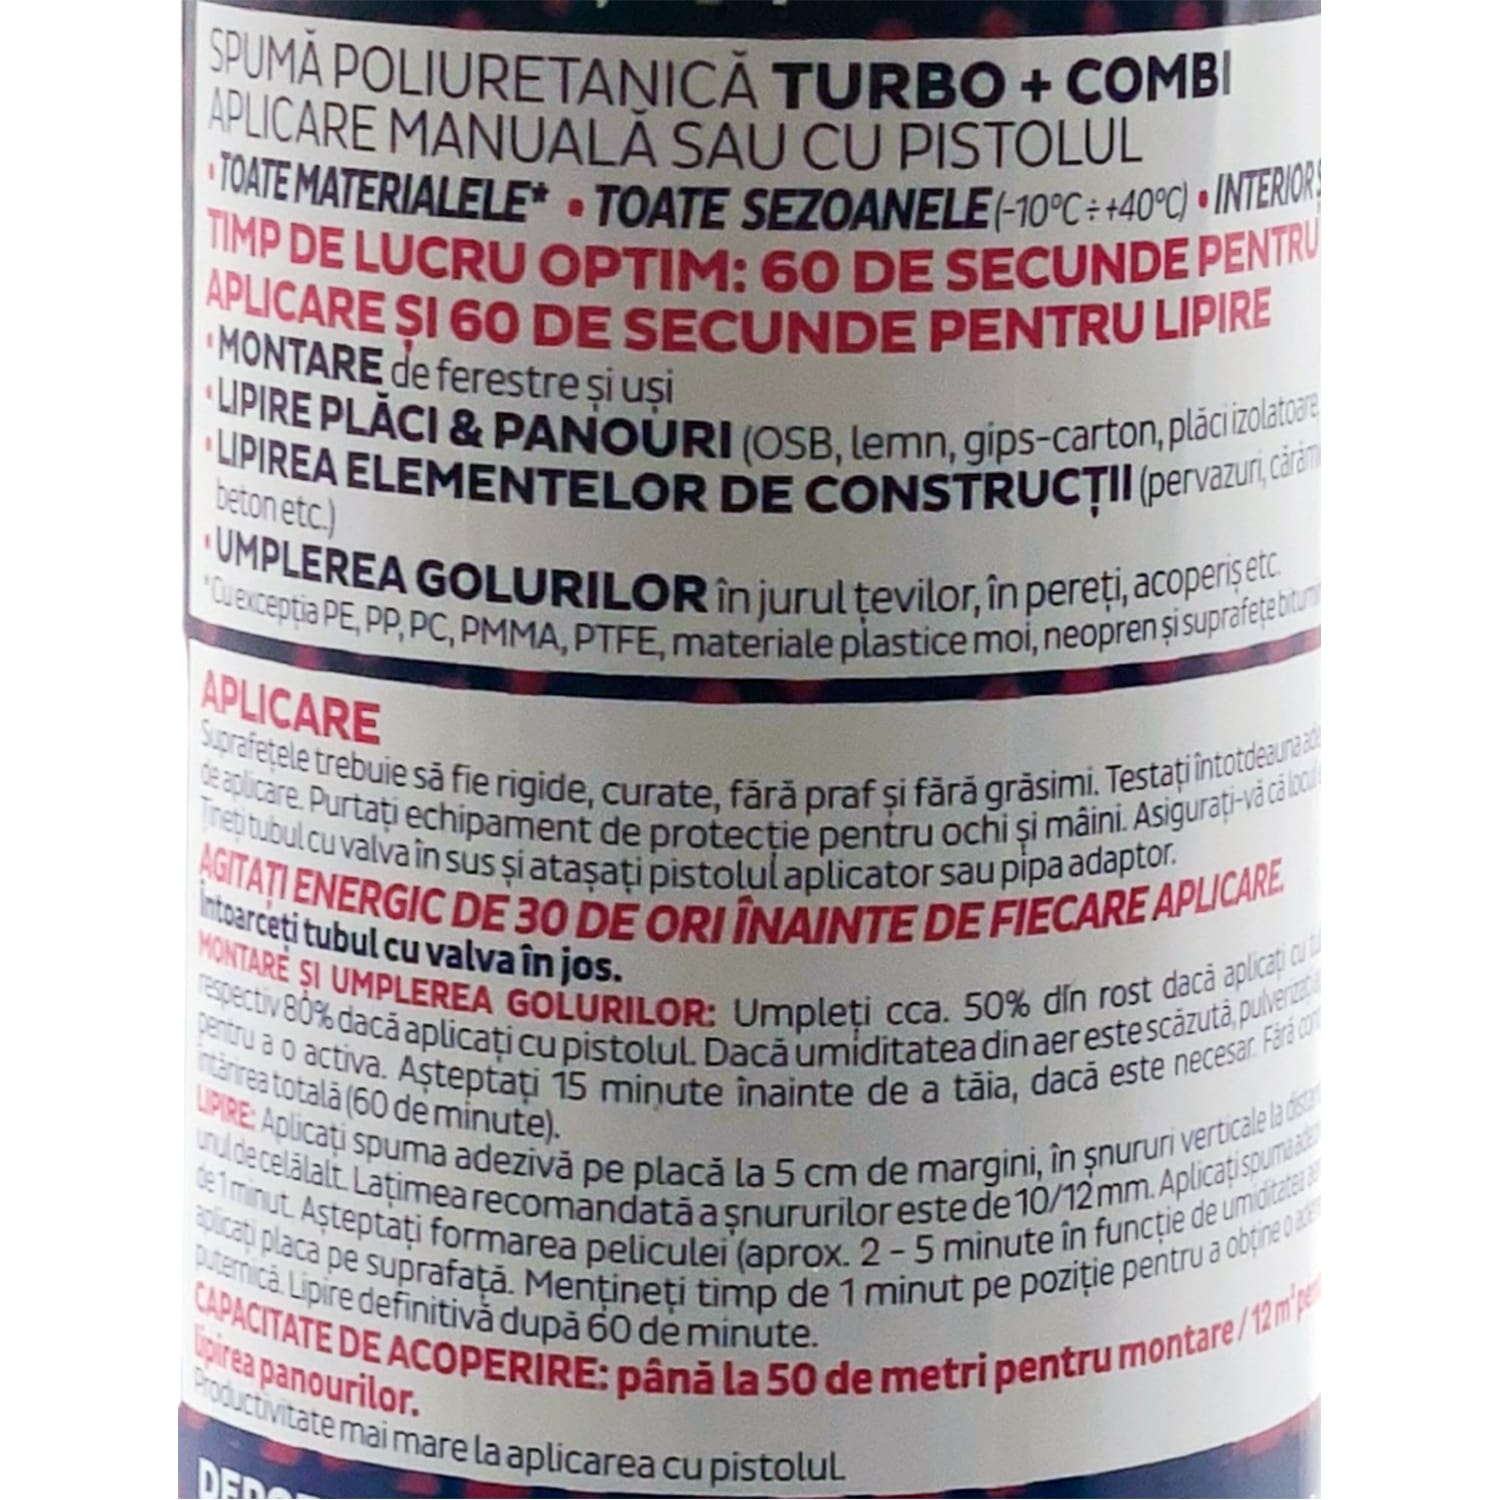 SPUMĂ POLIURETANICĂ TURBO + COMBI
APLICARE MANUALĂ SAU CU PISTOLUL
• TOATE MATERIALELE* • TOATE SEZOANELE (-10°C ÷ +40°C) • INTERIOR
TIMP DE LUCRU OPTIM: 60 DE SECUNDE PENTRU
APLICARE ȘI 60 DE SECUNDE PENTRU LIPIRE
• MONTARE de ferestre și uși
• LIPIRE PLĂCI & PANOURI (OSB, lemn, gips-carton, plăci izolatoare,
• LIPIREA ELEMENTELOR DE CONSTRUCȚII (pervazuri,
beton etc.)
• UMPLEREA GOLURILOR în jurul țevilor, în pereți, acoperiș etc.
*Cu excepția PE, PP, PC, PMMA, PTFE, materiale plastice moi, neopren și suprafețe
APLICARE
Suprafețele trebuie să fie rigide, curate, fără praf și fără grăsimi. Testați întotdeauna
de aplicare. Purtați echipament de protecție pentru ochi și mâini. Asigurați-vă că locul
Țineți tubul cu valva în sus și atașați pistolul aplicator sau pipa adaptor.
AGITAȚI ENERGIC DE 30 DE ORI ÎNAINTE DE FIECARE APLICARE.
Întoarceți tubul cu valva în jos.
MONTARE ȘI UMPLEREA GOLURILOR: Umpleți cca. 50% din rost dacă aplicați cu
respectiv 80% dacă aplicați cu pistolul. Dacă umiditatea din aer este scăzută, pulverizați
pentru a o activa. Așteptați 15 minute înainte de a tăia, dacă este necesar. Fără
întărirea totală (60 de minute).
LIPIRE: Aplicați spuma adezivă pe placă la 5 cm de margini, în șnururi verticale la
unul de celălalt. Lațimea recomandată a șnururilor este de 10/12 mm. Aplicați spuma
de 1 minut. Așteptați formarea peliculei (aprox. 2 - 5 minute în funcție de umiditatea
aplicați placa pe suprafață. Mențineți timp de 1 minut pe poziție pentru a obține o
puternică. Lipire definitivă după 60 de minute.
CAPACITATE DE ACOPERIRE: până la 50 de metri pentru montare / 12 m²
lipirea panourilor.
Productivitate mai mare la aplicarea cu pistolul.